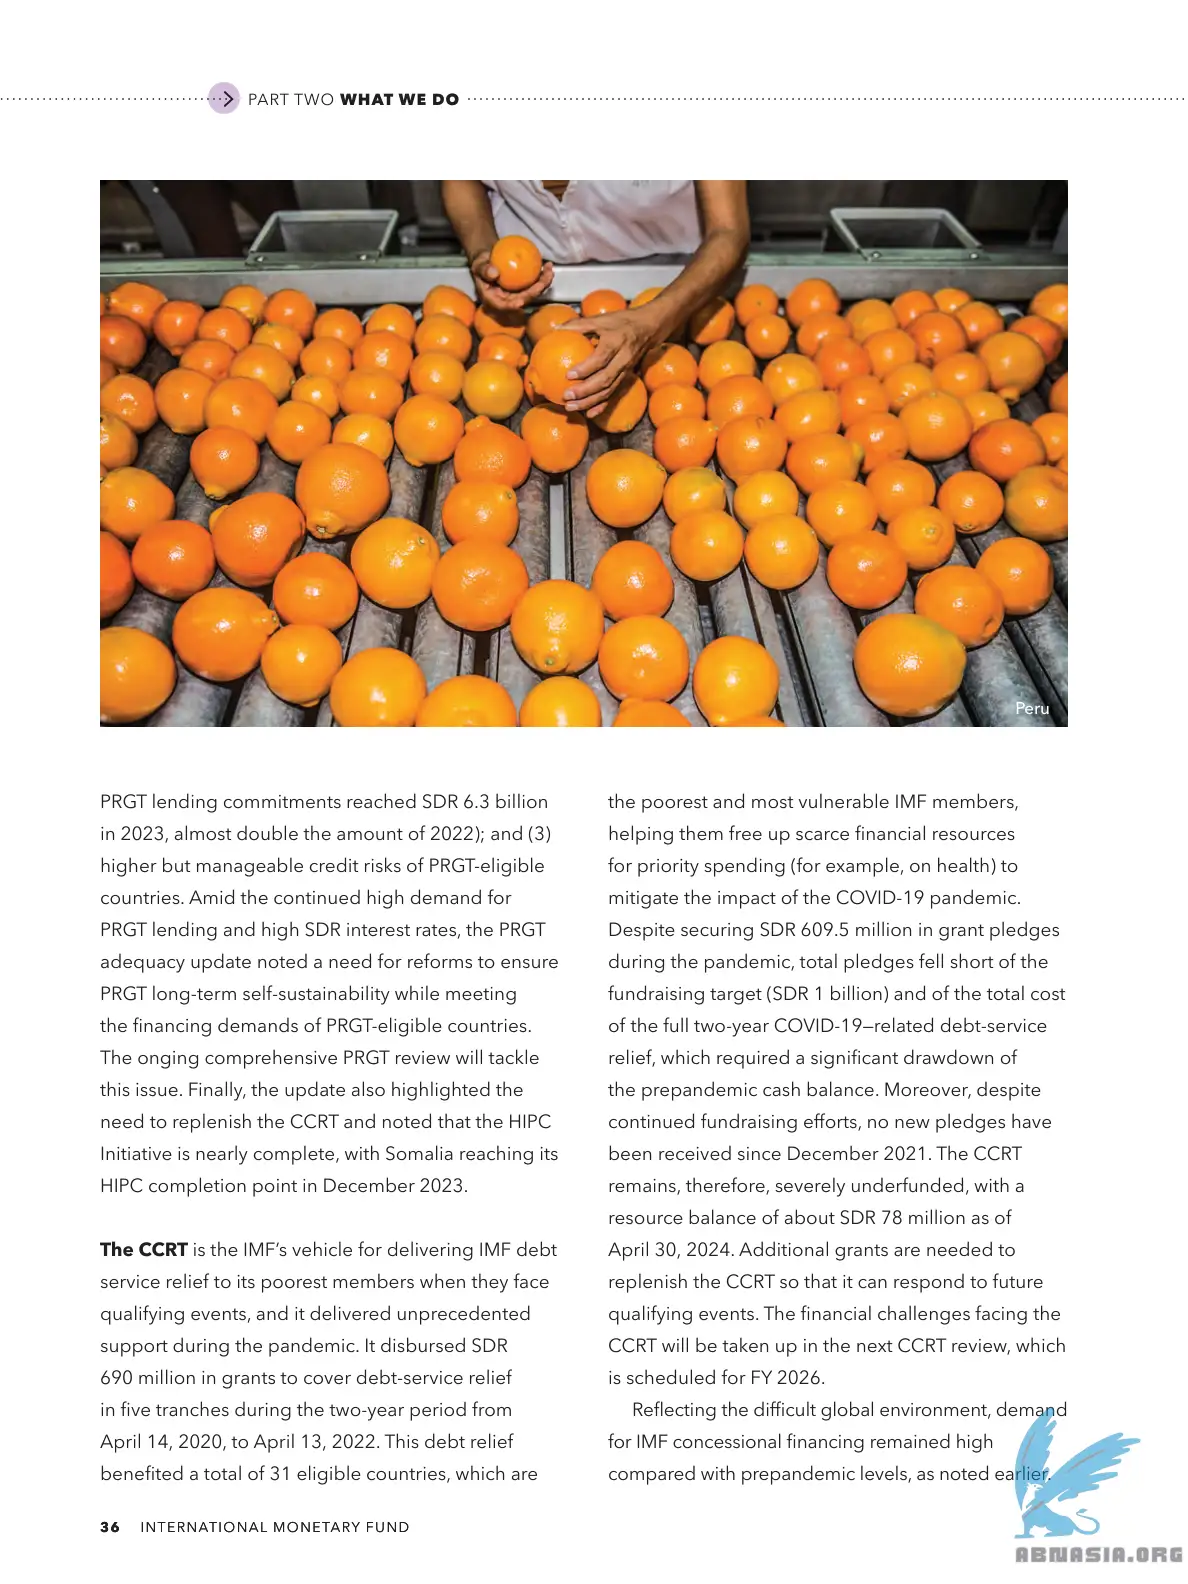 PART TWO WHAT WE DO
Peru
PRGT lending commitments reached SDR 6.3 billion
in 2023, almost double the amount of 2022); and (3)
higher but manageable credit risks of PRGT-eligible
countries. Amid the continued high demand for
PRGT lending and high SDR interest rates, the PRGT
adequacy update noted a need for reforms to ensure
PRGT long-term self-sustainability while meeting
the financing demands of PRGT-eligible countries.
The onging comprehensive PRGT review will tackle
this issue. Finally, the update also highlighted the
need to replenish the CCRT and noted that the HIPC
Initiative is nearly complete, with Somalia reaching its
HIPC completion point in December 2023.
The CCRT is the IMF’s vehicle for delivering IMF debt
service relief to its poorest members when they face
qualifying events, and it delivered unprecedented
support during the pandemic. It disbursed SDR
690 million in grants to cover debt-service relief
in five tranches during the two-year period from
April 14, 2020, to April 13, 2022. This debt relief
benefited a total of 31 eligible countries, which are
the poorest and most vulnerable IMF members,
helping them free up scarce financial resources
for priority spending (for example, on health) to
mitigate the impact of the COVID-19 pandemic.
Despite securing SDR 609.5 million in grant pledges
during the pandemic, total pledges fell short of the
fundraising target (SDR 1 billion) and of the total cost
of the full two-year COVID-19–related debt-service
relief, which required a significant drawdown of
the prepandemic cash balance. Moreover, despite
continued fundraising efforts, no new pledges have
been received since December 2021. The CCRT
remains, therefore, severely underfunded, with a
resource balance of about SDR 78 million as of
April 30, 2024. Additional grants are needed to
replenish the CCRT so that it can respond to future
qualifying events. The financial challenges facing the
CCRT will be taken up in the next CCRT review, which
is scheduled for FY 2026.
Reflecting the difficult global environment, demand
for IMF concessional financing remained high
compared with prepandemic levels, as noted earlier.
36 INTERNATIONAL MONETARY FUND
ABNASIA.ORG